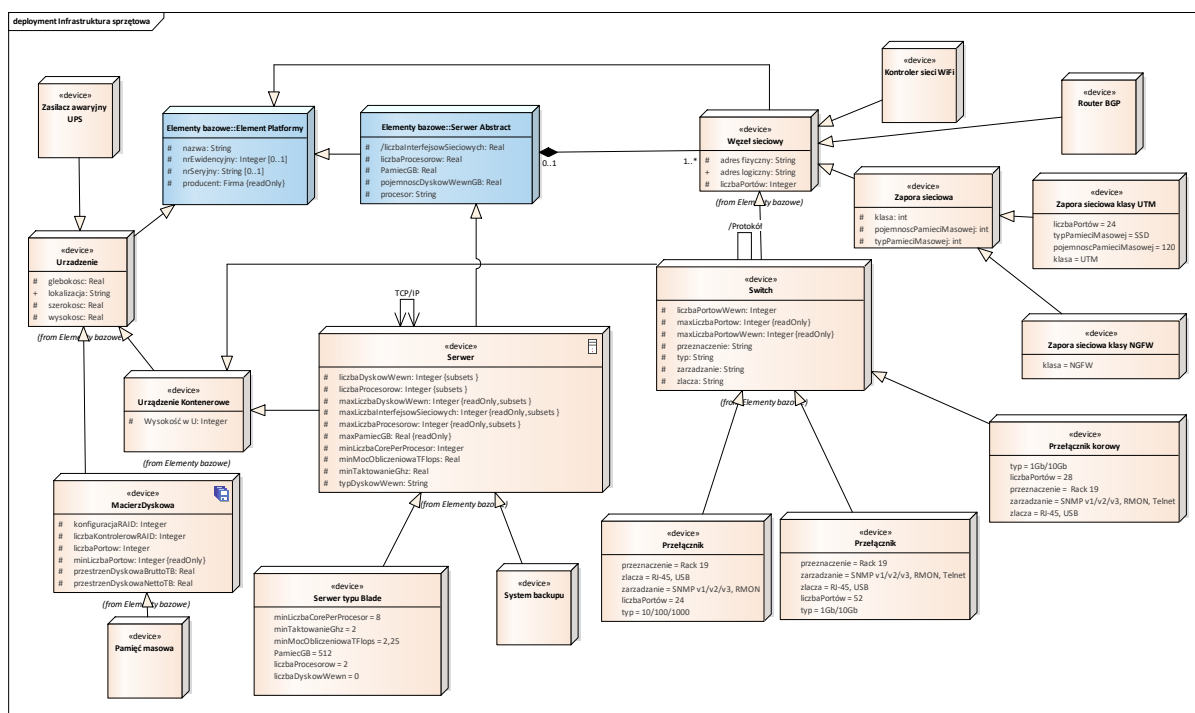 deployment Infrastruktura sprzętowa
«device»
Zasilacz awaryjny
UPS
Elementy bazowe::Element Platformy
# nazwa: String
# nrEwidencyjny: Integer [0..1]
# nrSeryjny: String [0..1]
# producent: Firma {readOnly}
Elementy bazowe::Serwer Abstract
# /liczbaInterfejsowSieciowych: Real
# liczbaProcesorow: Real
# PamiecGB: Real
# pojemnoscDyskowWewnGB: Real
# procesor: String
0..1
1..*
«device»
Węzeł sieciowy
# adres fizyczny: String
+ adres logiczny: String
# liczbaPortów: Integer
(from Elementy bazowe)
«device»
Kontroler sieci WiFi
«device»
Router BGP
«device»
Zapora sieciowa
# klasa: int
# pojemnoscPamieciMasowej: int
# typPamieciMasowej: int
«device»
Zapora sieciowa klasy UTM
liczbaPortów = 24
typPamieciMasowej = SSD
pojemnoscPamieciMasowej = 120
klasa = UTM
«device»
Zapora sieciowa klasy NGFW
klasa = NGFW
«device»
Urzadzenie
# glebokosc: Real
+ lokalizacja: String
# szerokosc: Real
# wysokosc: Real
(from Elementy bazowe)
/Protokół
«device»
Switch
# liczbaPortowWewn: Integer
# maxLiczbaPortow: Integer {readOnly}
# maxLiczbaPortowWewn: Integer {readOnly}
# przeznaczenie: String
# typ: String
# zarzadzanie: String
# zlacza: String
(from Elementy bazowe)
TCP/IP
«device»
Serwer
# liczbaDyskowWewn: Integer {subsets }
# liczbaProcesorow: Integer {subsets }
# maxLiczbaDyskowWewn: Integer {readOnly,subsets }
# maxLiczbaInterfejsowSieciowych: Integer {readOnly,subsets }
# maxLiczbaProcesorow: Integer {readOnly,subsets }
# maxPamiecGB: Real {readOnly}
# minLiczbaCorePerProcesor: Integer
# minMocObliczeniowaTFlops: Real
# minTaktowanieGhz: Real
# typDyskowWewn: String
(from Elementy bazowe)
«device»
Urządzenie Kontenerowe
# Wysokość w U: Integer
(from Elementy bazowe)
«device»
MacierzDyskowa
# konfiguracjaRAID: Integer
# liczbaKontrolerowRAID: Integer
# liczbaPortow: Integer
# minLiczbaPortow: Integer {readOnly}
# przestrzenDyskowaBruttoTB: Real
# przestrzenDyskowaNettoTB: Real
(from Elementy bazowe)
«device»
Pamięć masowa
«device»
Serwer typu Blade
minLiczbaCorePerProcesor = 8
minTaktowanieGhz = 2
minMocObliczeniowaTFlops = 2,25
PamiecGB = 512
liczbaProcesorow = 2
liczbaDyskowWewn = 0
«device»
System backupu
«device»
Przełącznik
przeznaczenie = Rack 19
zlacza = RJ-45, USB
zarzadzanie = SNMP v1/v2/v3, RMON
liczbaPortów = 24
typ = 10/100/1000
«device»
Przełącznik
przeznaczenie = Rack 19
zarzadzanie = SNMP v1/v2/v3, RMON, Telnet
zlacza = RJ-45, USB
liczbaPortów = 52
typ = 1Gb/10Gb
«device»
Przełącznik korowy
typ = 1Gb/10Gb
liczbaPortów = 28
przeznaczenie = Rack 19
zarzadzanie = SNMP v1/v2/v3, RMON, Telnet
zlacza = RJ-45, USB